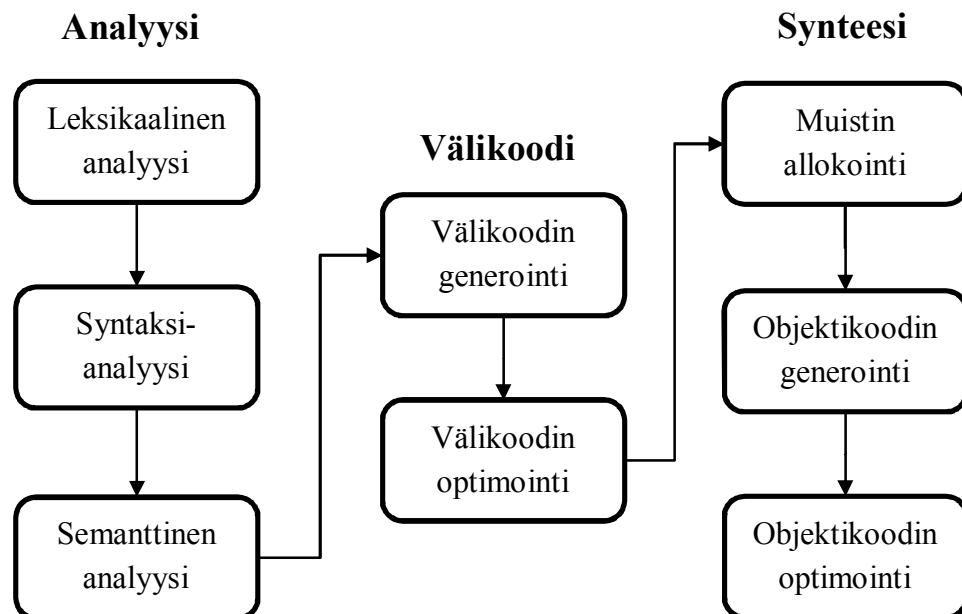 Analyysi
Leksikaalinen
analyysi
Syntaksi-
analyysi
Semanttinen
analyysi
Välikoodi
Välikoodin
generointi
Välikoodin
optimointi
Synteesi
Muistin
allokointi
Objektikoodin
generointi
Objektikoodin
optimointi